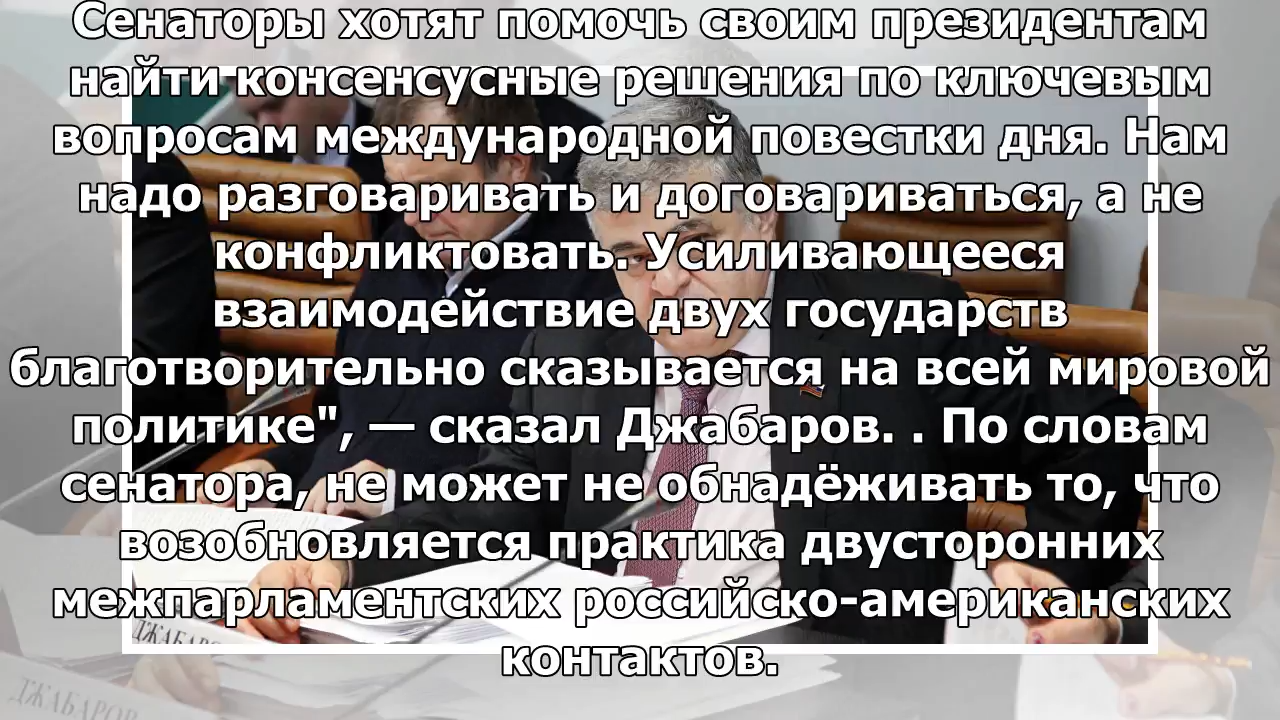 Сенаторы хотят помочь своим президентам
найти консенсусные решения по ключевым
вопросам международной повестки дня. Нам
надо разговаривать и договариваться, а не
конфликтовать. Усиливающееся
взаимодействие двух государств
благотворительно сказывается на всей мировой
политике", — сказал Джабаров. . По словам
сенатора, не может не обнадёживать то, что
возобновляется практика двусторонних
межпарламентских российско-американских
контактов.
ДЖАБАРОВ